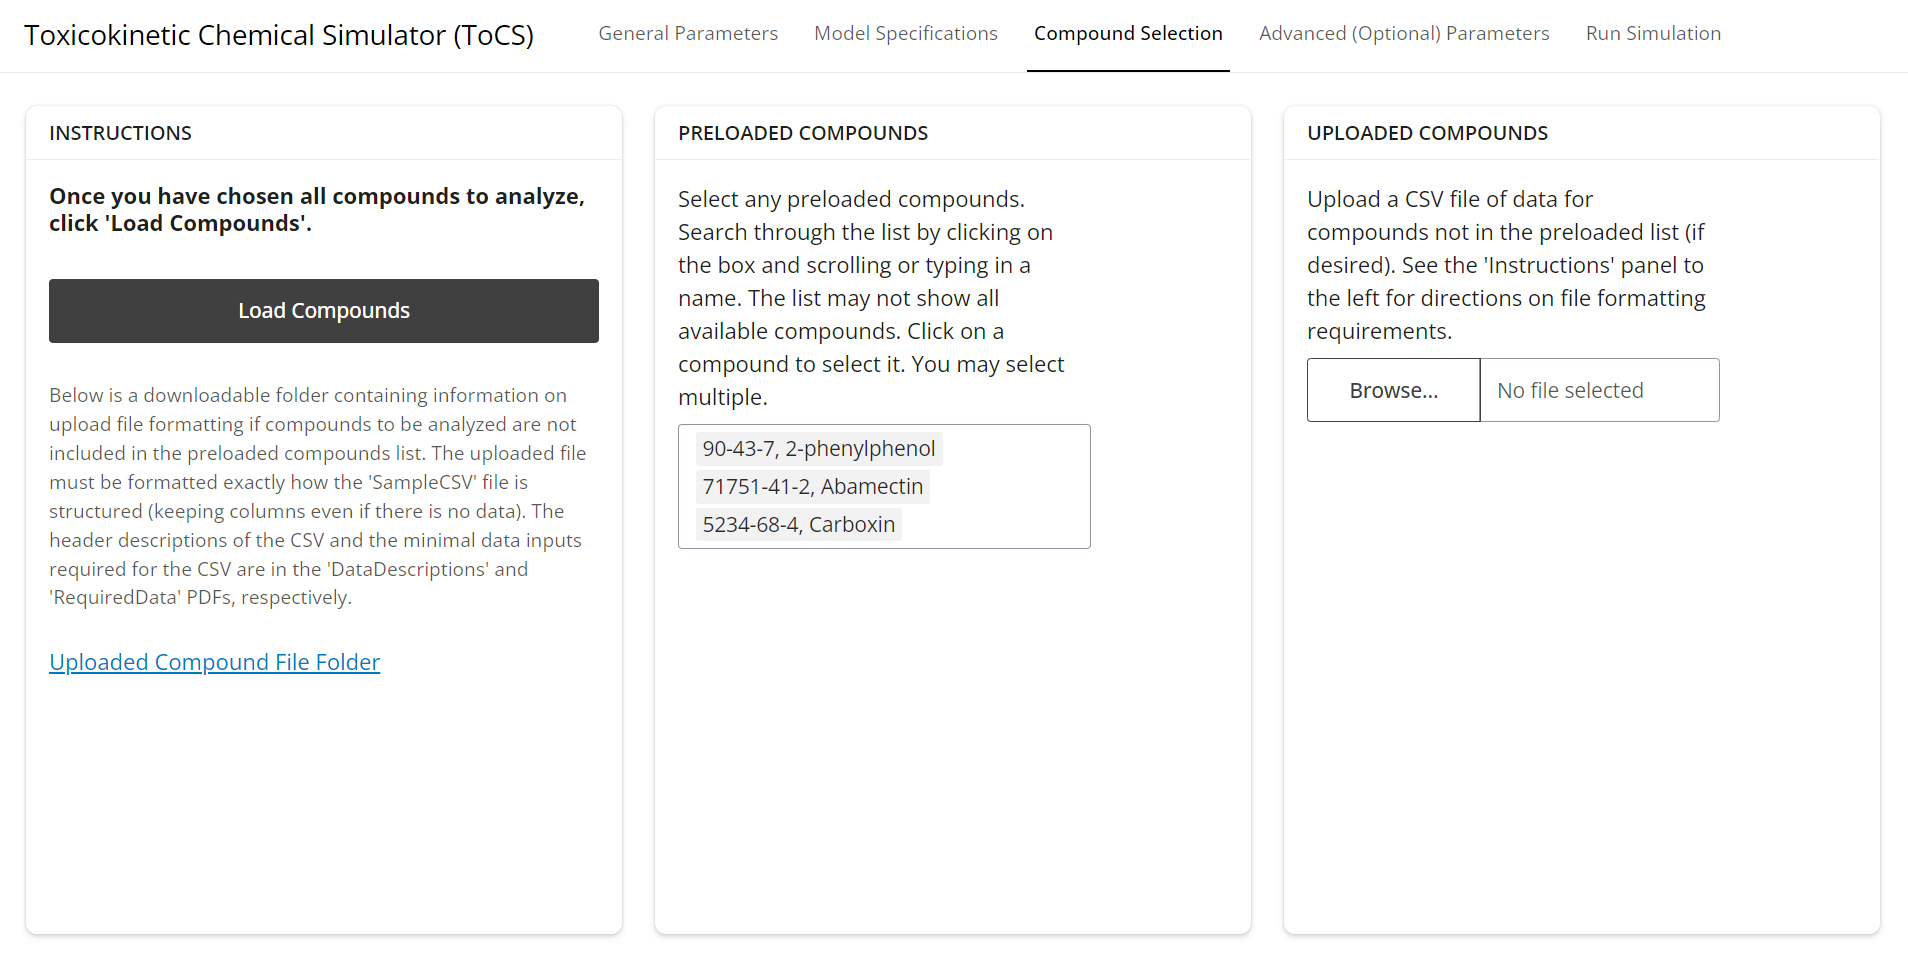 Toxicokinetic Chemical Simulator (ToCS)
General Parameters
Model Specifications
Compound Selection
Advanced (Optional) Parameters
Run Simulation
INSTRUCTIONS
Once you have chosen all compounds to analyze,
click 'Load Compounds'.
Load Compounds
Below is a downloadable folder containing information on
upload file formatting if compounds to be analyzed are not
included in the preloaded compounds list. The uploaded file
must be formatted exactly how the 'SampleCSV' file is
structured (keeping columns even if there is no data). The
header descriptions of the CSV and the minimal data inputs
required for the CSV are in the 'DataDescriptions' and
'RequiredData' PDFs, respectively.
Uploaded Compound File Folder
PRELOADED COMPOUNDS
Select any preloaded compounds.
Search through the list by clicking on
the box and scrolling or typing in a
name. The list may not show all
available compounds. Click on a
compound to select it. You may select
multiple.
90-43-7, 2-phenylphenol
71751-41-2, Abamectin
5234-68-4, Carboxin
UPLOADED COMPOUNDS
Upload a CSV file of data for
compounds not in the preloaded list (if
desired). See the 'Instructions' panel to
the left for directions on file formatting
requirements.
Browse...
No file selected